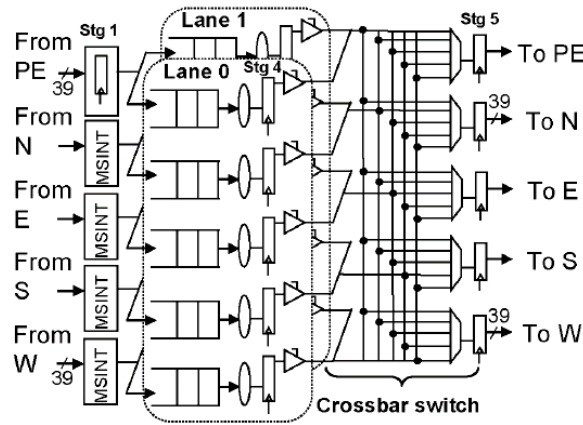 Lane 1
From PE
Stg 1
39
Lane 0
Stg 4
Stg 5
To PE
From N
MSINT
39
To N
From E
MSINT
To E
From S
MSINT
To S
From W
39
MSINT
39
To W
Crossbar switch